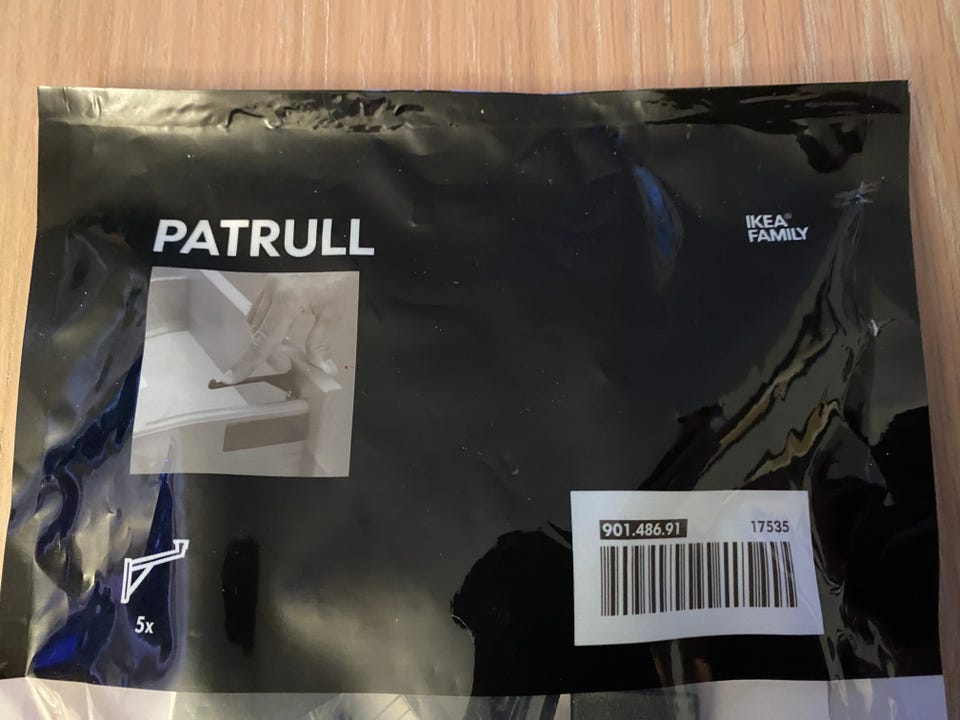 PATRULL
IKEA®
FAMILY
901.486.91 17535
5x